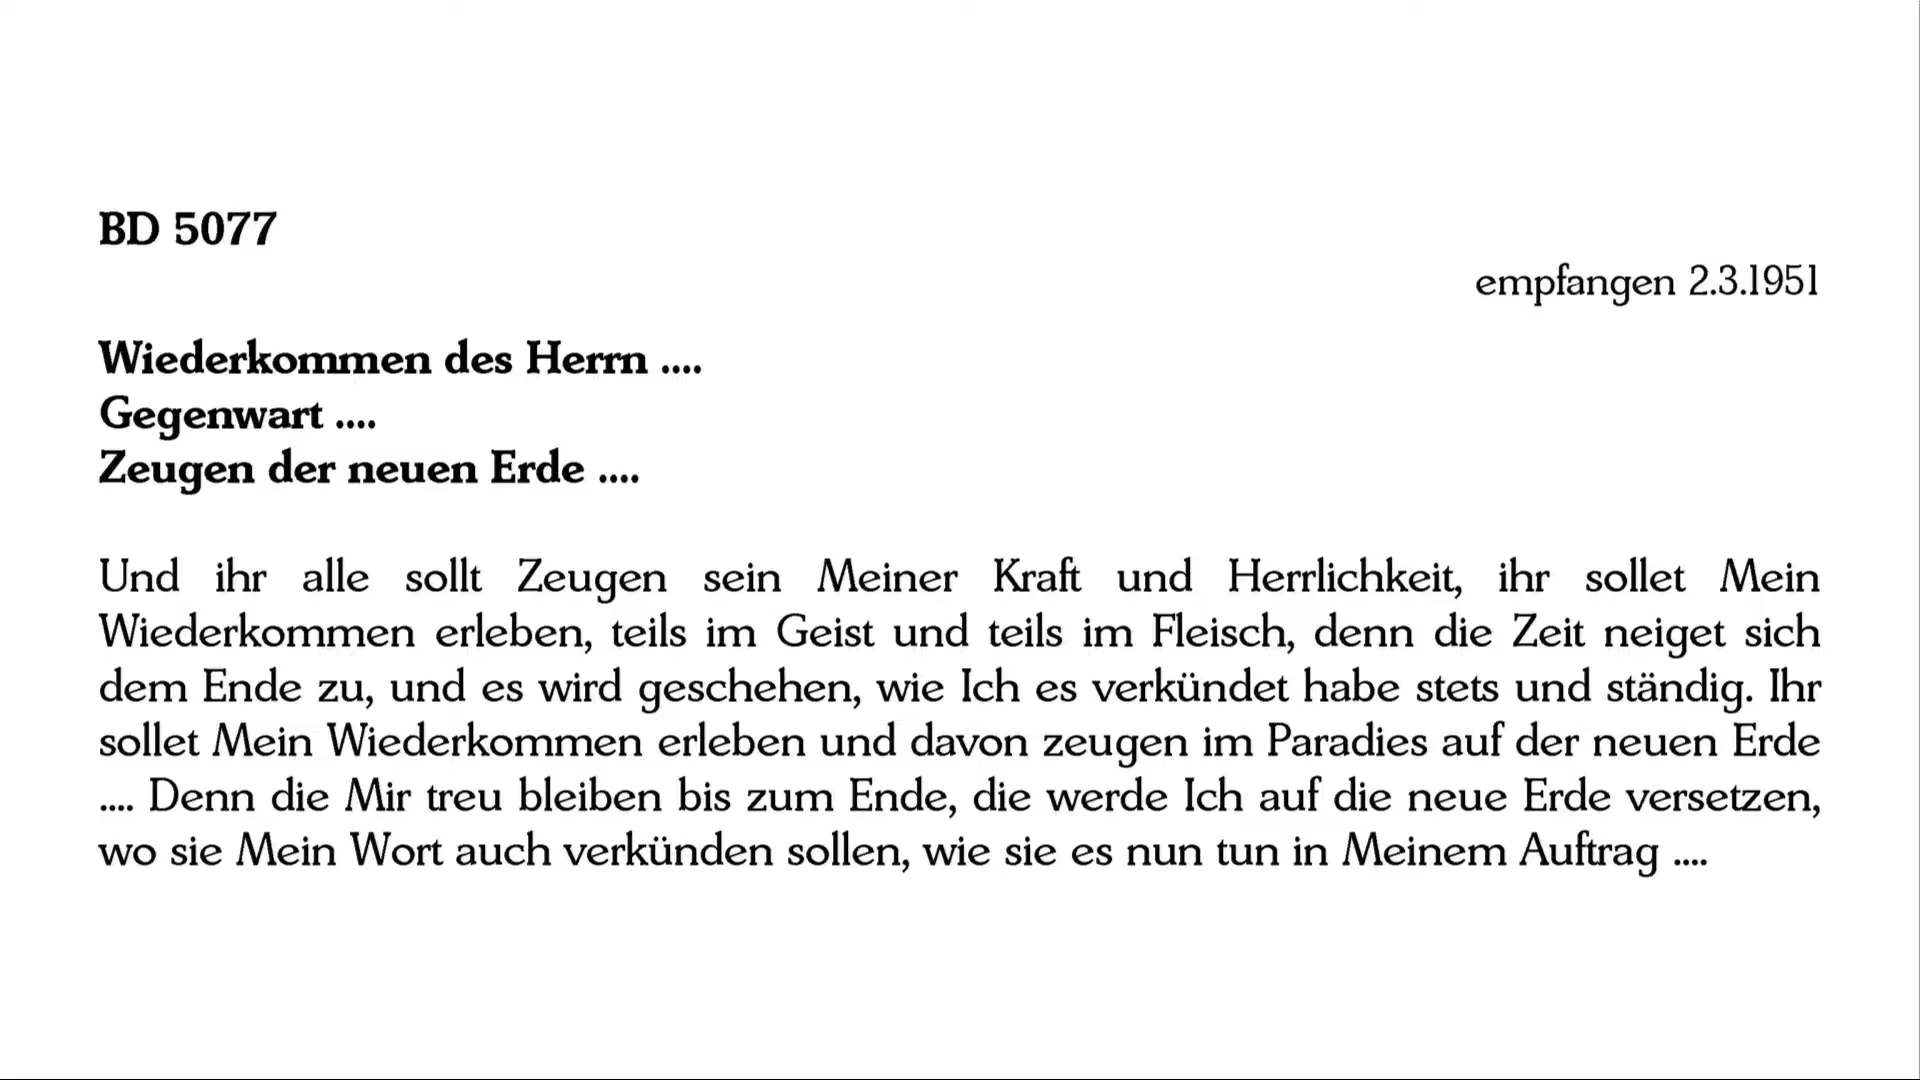 BD 5077
empfangen 2.3.1951
Wiederkommen des Herrn ....
Gegenwart ....
Zeugen der neuen Erde ....
Und ihr alle sollt Zeugen sein Meiner Kraft und Herrlichkeit, ihr sollet Mein
Wiederkommen erleben, teils im Geist und teils im Fleisch, denn die Zeit neiget sich
dem Ende zu, und es wird geschehen, wie Ich es verkündet habe stets und ständig. Ihr
sollet Mein Wiederkommen erleben und davon zeugen im Paradies auf der neuen Erde
.... Denn die Mir treu bleiben bis zum Ende, die werde Ich auf die neue Erde versetzen,
wo sie Mein Wort auch verkünden sollen, wie sie es nun tun in Meinem Auftrag ....